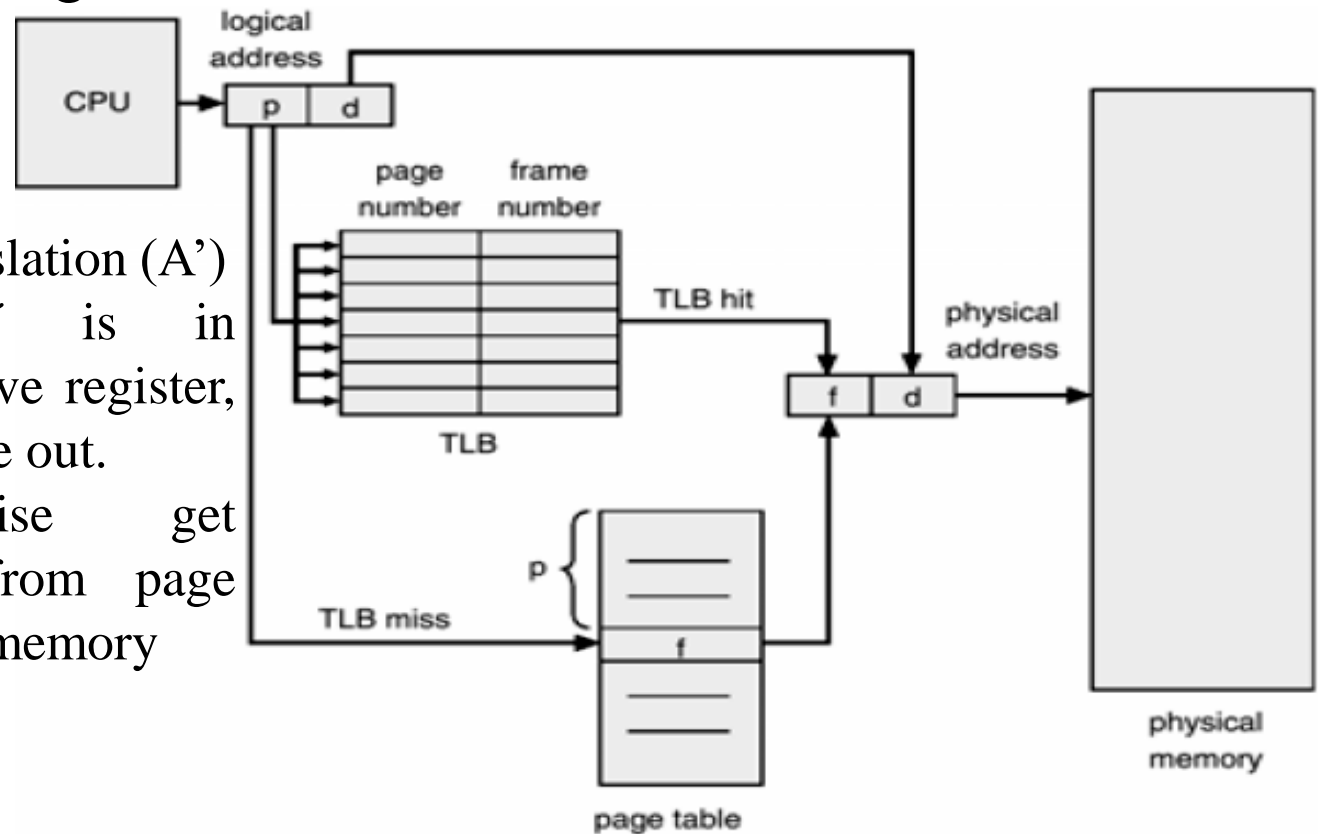 logical
address
CPU
p d
page frame
number number
slation (A’)
is in
ve register,
e out.
ise get
rom page
memory
TLB hit
physical
address
f d
TLB
p
TLB miss
f
physical
memory
page table